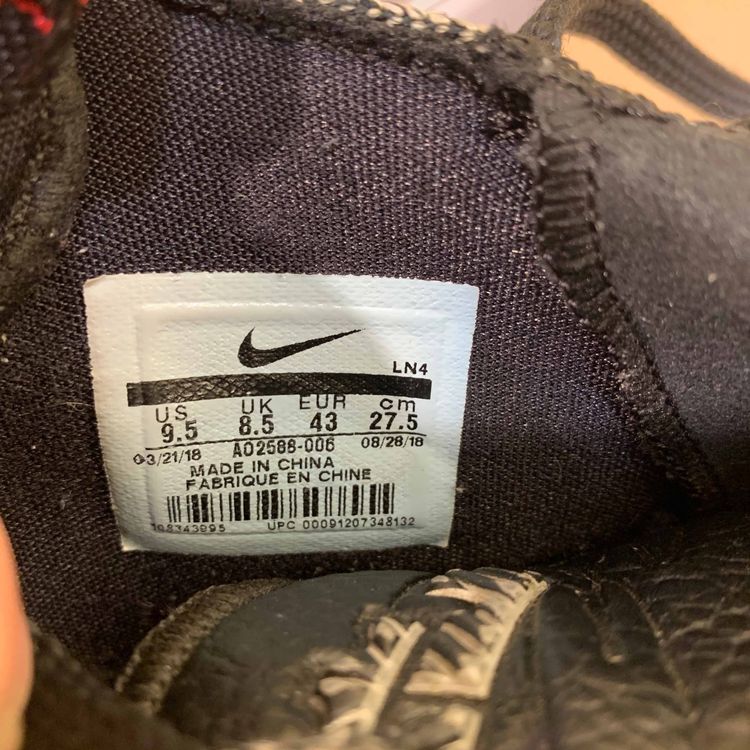 LN4
US UK EUR cm
9.5 8.5 43 27.5
03/21/18 AO2588-006 08/28/18
MADE IN CHINA
FABRIQUE EN CHINE
UPC 00091207348132